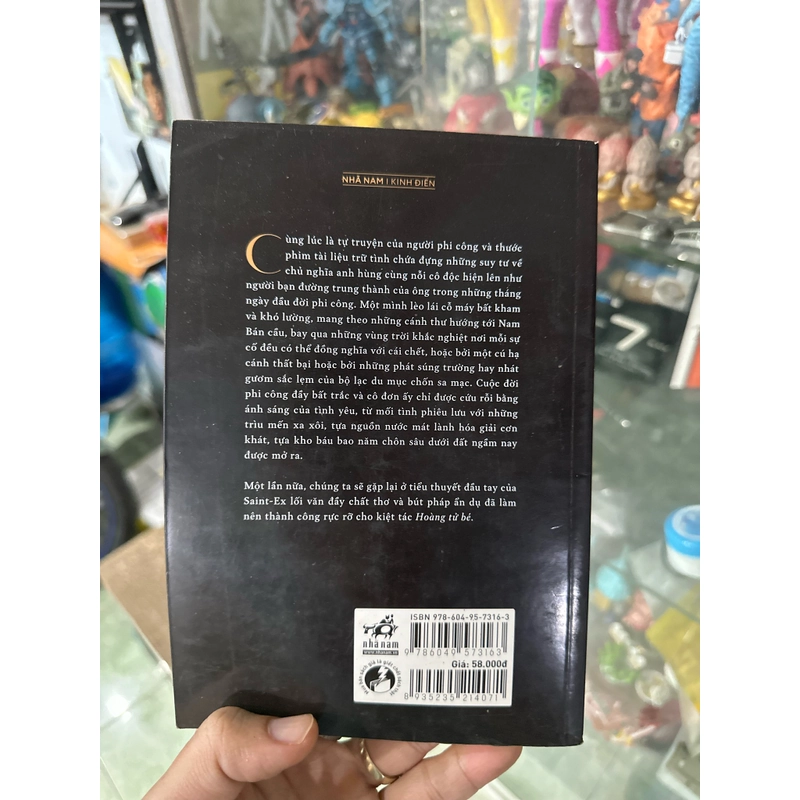 NHÃ NAM | KINH ĐIỂN
Cùng lúc là tự truyện của người phi công và thước
phim tài liệu trữ tình chứa đựng những suy tư về
chủ nghĩa anh hùng cùng nỗi cô độc hiện lên như
người bạn đường trung thành của ông trong những tháng
ngày đầu đời phi công. Một mình lèo lái cỗ máy bất kham
và khó lường, mang theo những cánh thư hướng tới Nam
Bán cầu, bay qua những vùng trời khắc nghiệt nơi mỗi sự
cố đều có thể đồng nghĩa với cái chết, hoặc bởi một cú hạ
cánh thất bại hoặc bởi những phát súng trường hay nhát
gươm sắc lẹm của bộ lạc du mục chốn sa mạc. Cuộc đời
phi công đầy bất trắc và cô đơn ấy chỉ được cứu rỗi bằng
ánh sáng của tình yêu, từ mối tình phiêu lưu với những
trìu mến xa xôi, tựa nguồn nước mát lành hóa giải cơn
khát, tựa kho báu bao năm chôn sâu dưới đất ngầm nay
được mở ra.
Một lần nữa, chúng ta sẽ gặp lại ở tiểu thuyết đầu tay của
Saint-Ex lối văn đầy chất thơ và bút pháp ẩn dụ đã làm
nên thành công rực rỡ cho kiệt tác Hoàng tử bé.
ISBN 978-604-95-7316-3
9 786049 573163
Giá: 58.000đ
8 935235 214071
nhã nam
www.nhanam.vn
7